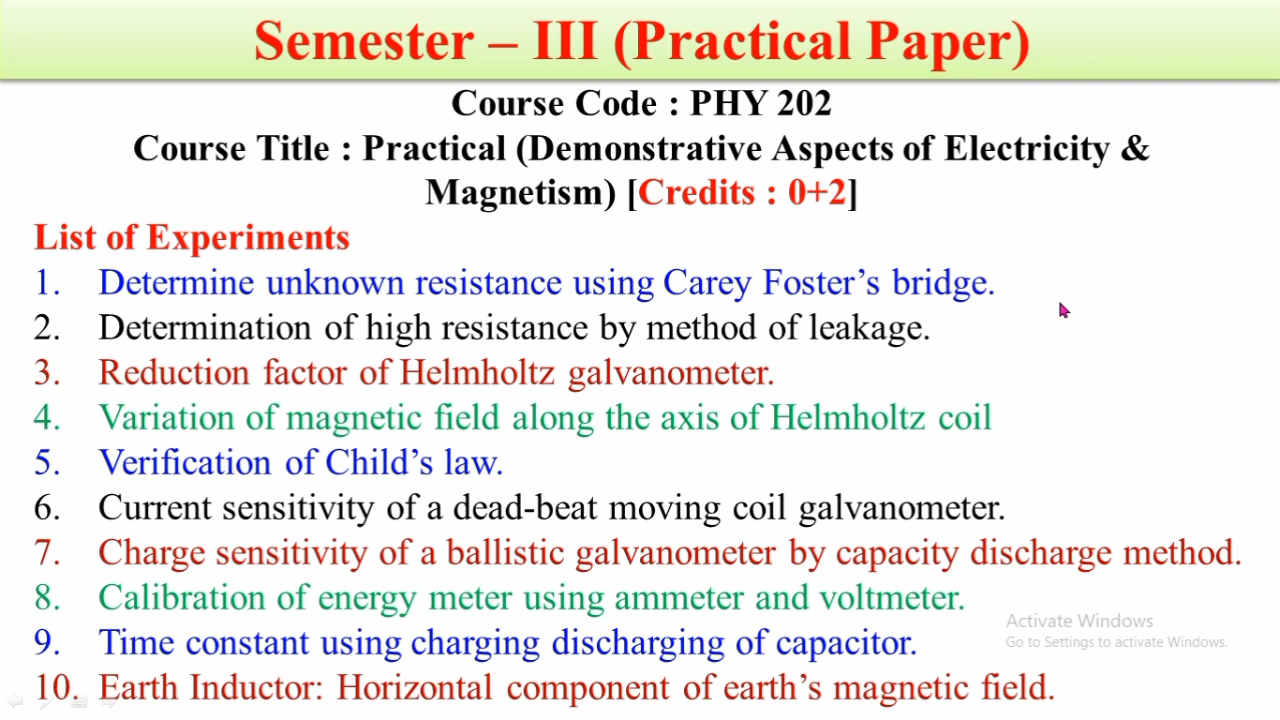 Semester – III (Practical Paper)
Course Code : PHY 202
Course Title : Practical (Demonstrative Aspects of Electricity &
Magnetism) [Credits : 0+2]
List of Experiments
1. Determine unknown resistance using Carey Foster’s bridge.
2. Determination of high resistance by method of leakage.
3. Reduction factor of Helmholtz galvanometer.
4. Variation of magnetic field along the axis of Helmholtz coil
5. Verification of Child’s law.
6. Current sensitivity of a dead-beat moving coil galvanometer.
7. Charge sensitivity of a ballistic galvanometer by capacity discharge method.
8. Calibration of energy meter using ammeter and voltmeter.
9. Time constant using charging discharging of capacitor.
10. Earth Inductor: Horizontal component of earth’s magnetic field.
Activate Windows
Go to Settings to activate Windows.